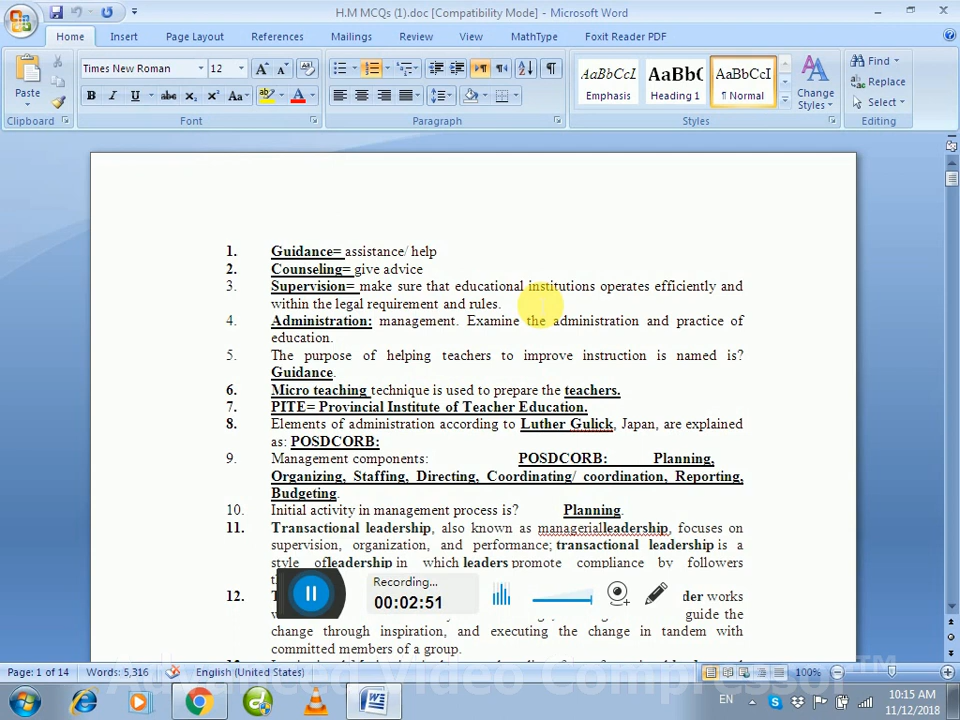 H.M MCQs (1).doc [Compatibility Mode] - Microsoft Word
Home Insert Page Layout References Mailings Review View MathType Foxit Reader PDF
Times New Roman 12
Find
Replace
Select
Paste
B I U abc X₂ X² Aa A
AaBbCcI AaBbC AaBbCcI
Emphasis Heading 1 ¶ Normal
Change Styles
Clipboard Font Paragraph Styles Editing
1. Guidance= assistance/ help
2. Counseling= give advice
3. Supervision= make sure that educational institutions operates efficiently and
within the legal requirement and rules.
4. Administration: management. Examine the administration and practice of
education.
5. The purpose of helping teachers to improve instruction is named is?
Guidance.
6. Micro teaching technique is used to prepare the teachers.
7. PITE= Provincial Institute of Teacher Education.
8. Elements of administration according to Luther Gulick, Japan, are explained
as: POSDCORB:
9. Management components: POSDCORB: Planning,
Organizing, Staffing, Directing, Coordinating/ coordination, Reporting,
Budgeting.
10. Initial activity in management process is? Planning.
11. Transactional leadership, also known as managerialleadership, focuses on
supervision, organization, and performance; transactional leadership is a
style ofleadership in which leaders promote compliance by followers
Recording...
00:02:51
12. der works
guide the
change through inspiration, and executing the change in tandem with
committed members of a group.
Page: 1 of 14 Words: 5,316 English (United States) 100%
Advanced Video Compressor™
EN
10:15 AM
11/12/2018